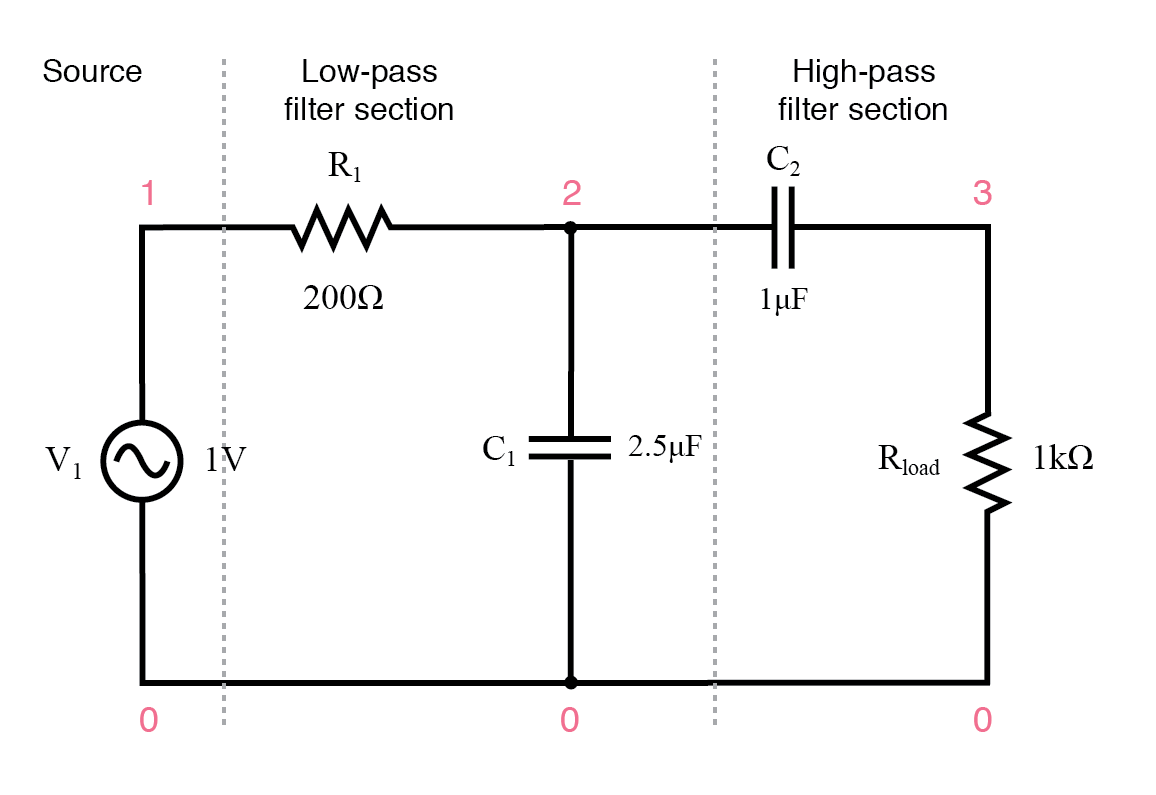 Source
Low-pass
filter section
High-pass
filter section
R₁
C₂
1
2
3
200Ω
1μF
V₁
1V
C₁
2.5μF
Rload
1kΩ
0
0
0